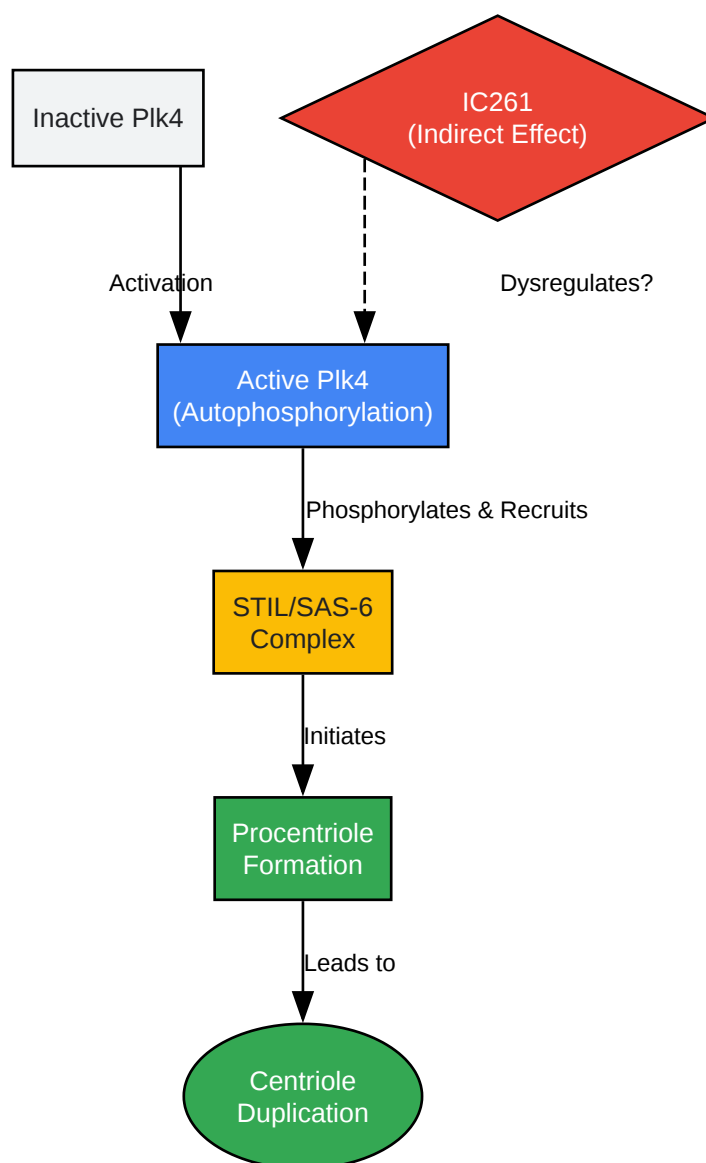 Inactive Plk4
IC261
(Indirect Effect)
Activation
Dysregulates?
Active Plk4
(Autophosphorylation)
Phosphorylates & Recruits
STIL/SAS-6
Complex
Initiates
Procentriole
Formation
Leads to
Centriole
Duplication